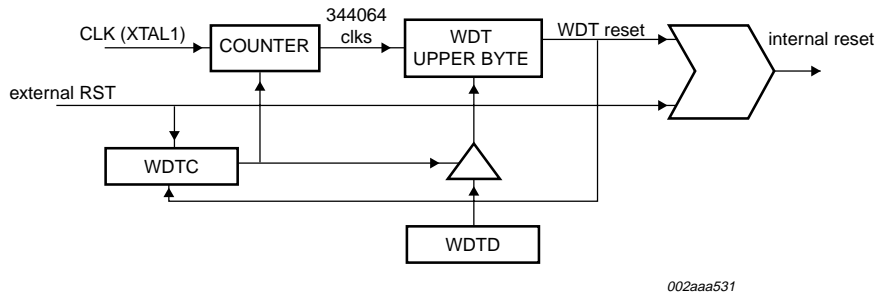 CLK (XTAL1)
COUNTER
344064
clks
WDT
UPPER BYTE
WDT reset
internal reset
external RST
WDTC
WDTD
002aaa531